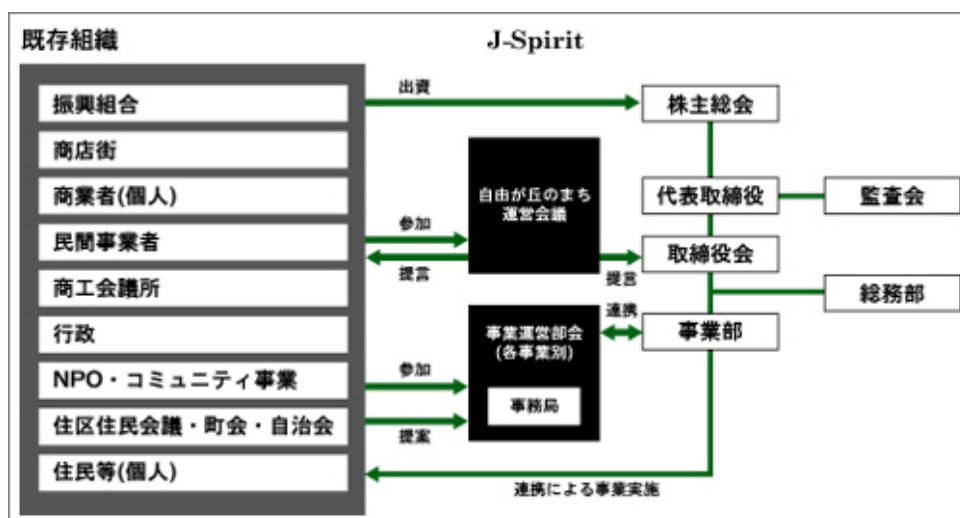 既存組織
J-Spirit
振興組合
商店街
商業者(個人)
民間事業者
商工会議所
行政
NPO・コミュニティ事業
住区住民会議・町会・自治会
住民等(個人)
出資
参加
提言
参加
提案
自由が丘のまち
運営会議
事業運営部会
(各事業別)
事務局
提言
連携
株主総会
代表取締役
監査会
取締役会
総務部
事業部
連携による事業実施